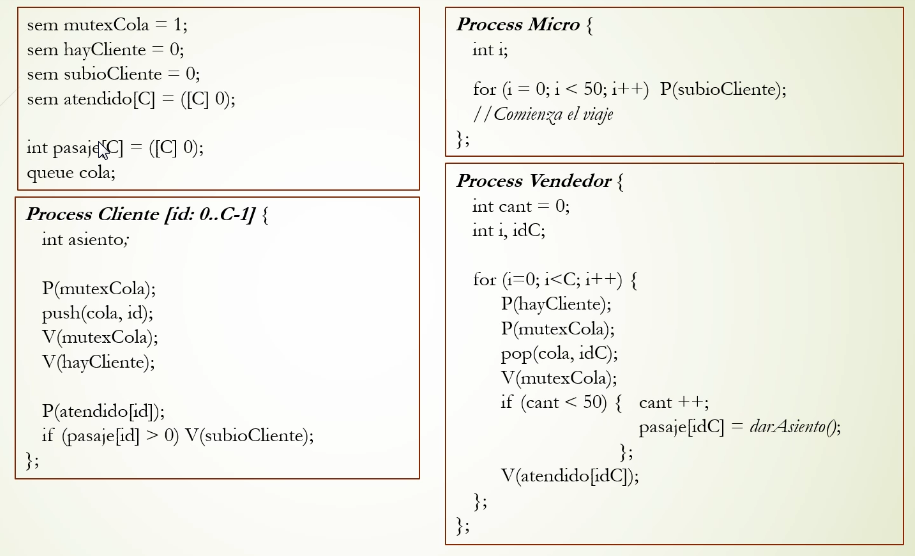 sem mutexCola = 1;
sem hayCliente = 0;
sem subioCliente = 0;
sem atendido[C] = ([C] 0);
int pasaje[C] = ([C] 0);
queue cola;
Process Cliente [id: 0..C-1] {
int asiento;
P(mutexCola);
push(cola, id);
V(mutexCola);
V(hayCliente);
P(atendido[id]);
if (pasaje[id] > 0) V(subioCliente);
};
Process Micro {
int i;
for (i = 0; i < 50; i++) P(subioCliente);
//Comienza el viaje
};
Process Vendedor {
int cant = 0;
int i, idC;
for (i=0; i<C; i++) {
P(hayCliente);
P(mutexCola);
pop(cola, idC);
V(mutexCola);
if (cant < 50) { cant ++;
pasaje[idC] = darAsiento();
};
V(atendido[idC]);
};
};